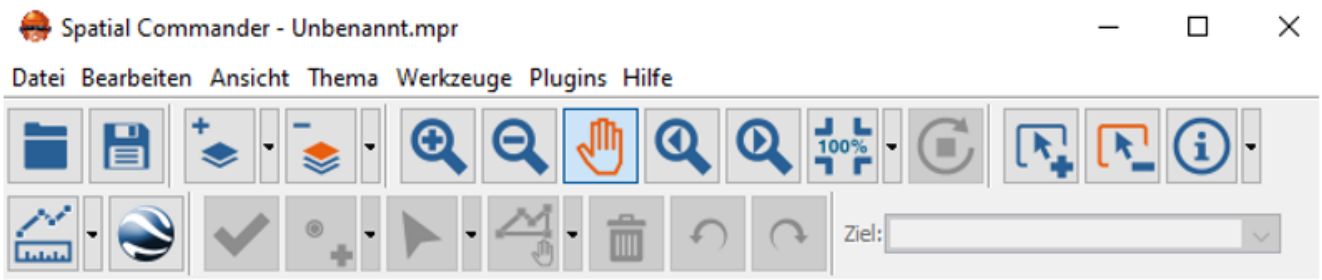 Spatial Commander - Unbenannt.mpr
Datei Bearbeiten Ansicht Thema Werkzeuge Plugins Hilfe
100%
Ziel: